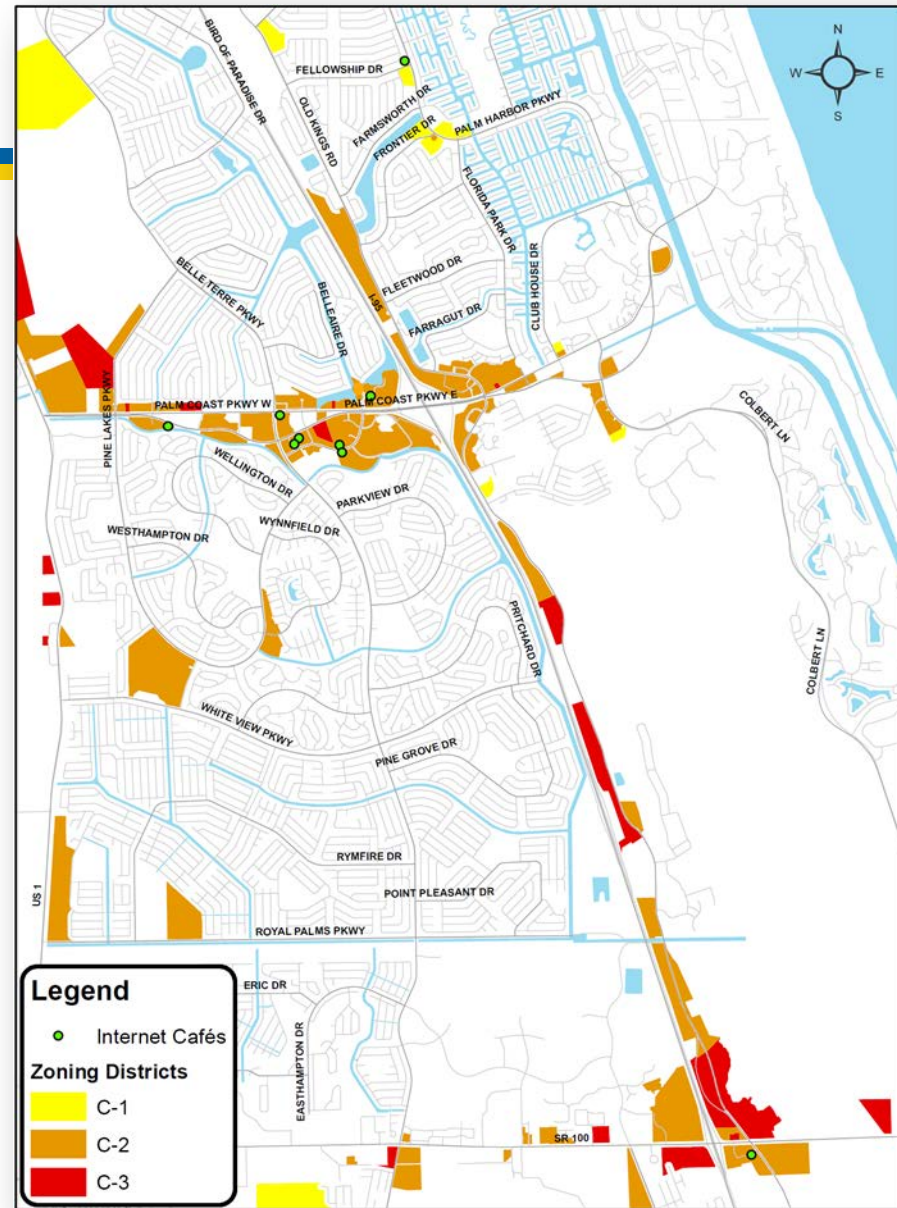 N
W E
S
BIRD OF PARADISE DR
FELLOWSHIP DR
OLD KINGS RD
FARMSWORTH DR
FRONTIER DR
PALM HARBOR PKWY
FLORIDA PARK DR
CLUB HOUSE DR
FLEETWOOD DR
I-95
FARRAGUT DR
BELLE TERRE PKWY
BELLEAIRE DR
PINE LAKES PKWY
PALM COAST PKWY W
PALM COAST PKWY E
COLBERT LN
WELLINGTON DR
PARKVIEW DR
WYNNFIELD DR
WESTHAMPTON DR
PRITCHARD DR
COLBERT LN
WHITE VIEW PKWY
PINE GROVE DR
RYMFIRE DR
POINT PLEASANT DR
US 1
ROYAL PALMS PKWY
ERIC DR
EASTHAMPTON DR
SR 100
Legend
Internet Cafés
Zoning Districts
C-1
C-2
C-3